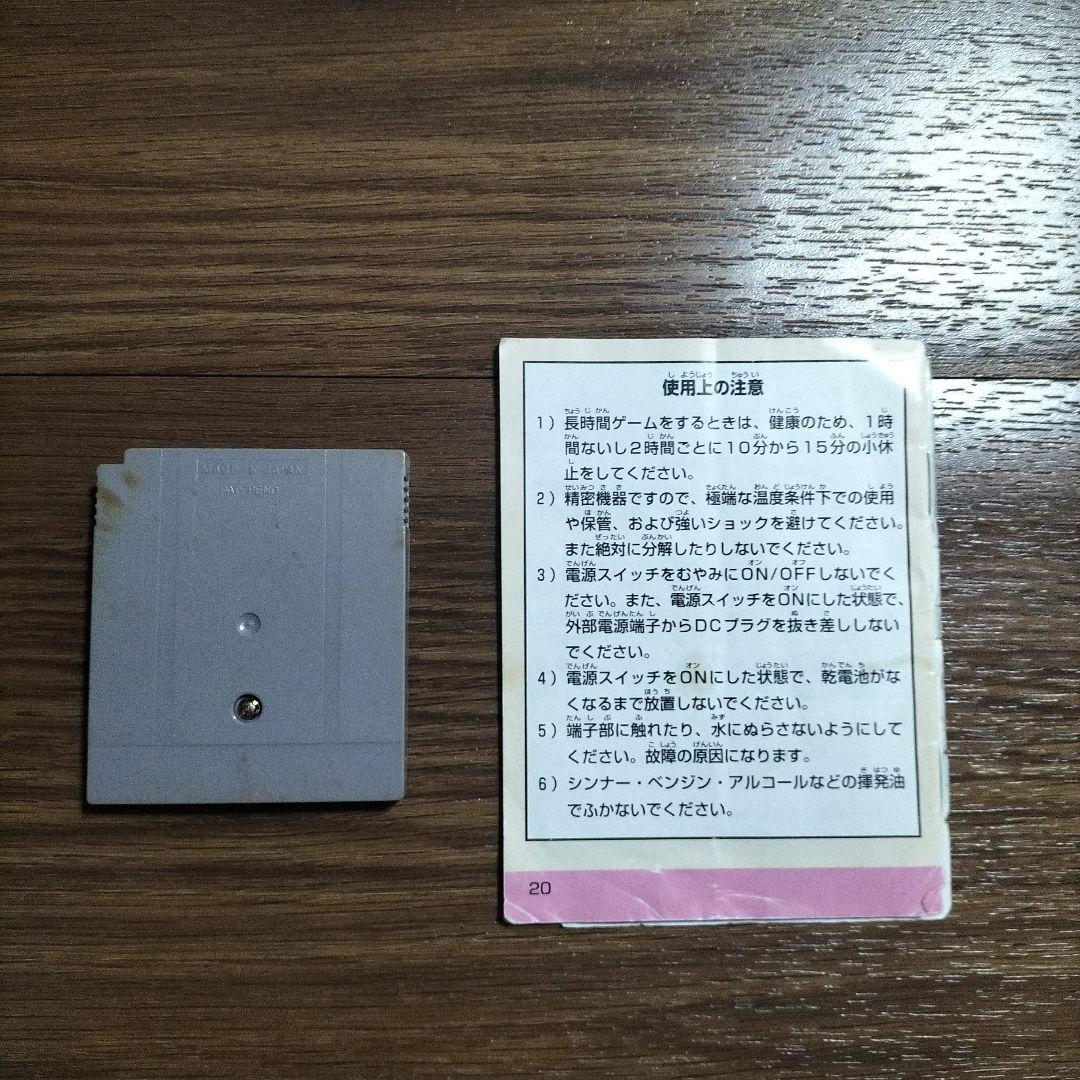 MADE IN JAPAN
使用上の注意
1）長時間ゲームをするときは、健康のため、1時
間ないし2時間ごとに10分から15分の小休
止をしてください。
2）精密機器ですので、極端な温度条件下での使用
や保管、および強いショックを避けてください。
また絶対に分解したりしないでください。
3）電源スイッチをむやみにON/OFFしないでく
ださい。また、電源スイッチをONにした状態で、
外部電源端子からDCプラグを抜き差ししない
でください。
4）電源スイッチをONにした状態で、乾電池がな
くなるまで放置しないでください。
5）端子部に触れたり、水にぬらさないようにして
ください。故障の原因になります。
6）シンナー・ベンジン・アルコールなどの揮発油
でふかないでください。
20